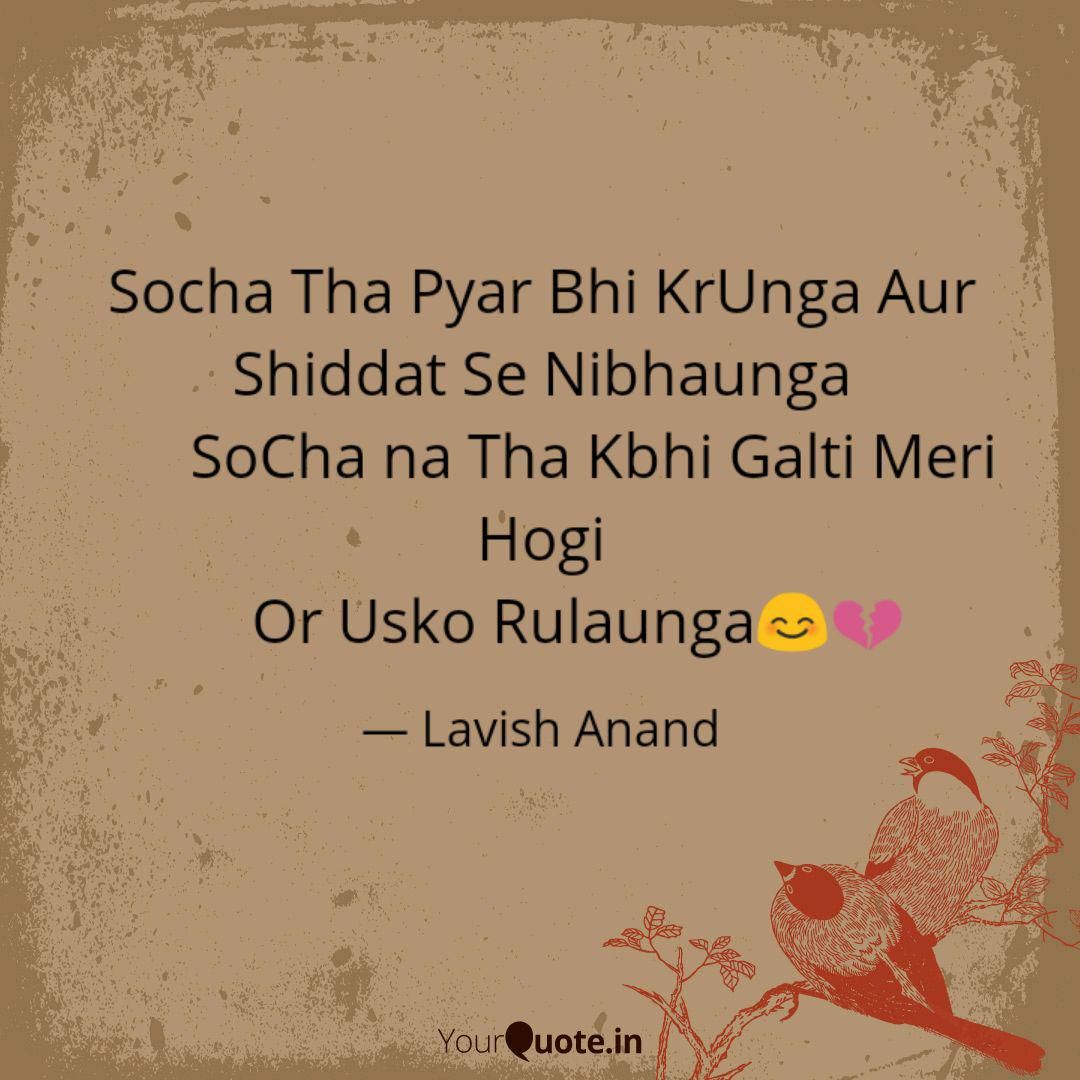 Socha Tha Pyar Bhi KrUnga Aur
Shiddat Se Nibhaunga
SoCha na Tha Kbhi Galti Meri
Hogi
Or Usko Rulaunga😊💔
— Lavish Anand
YourQuote.in